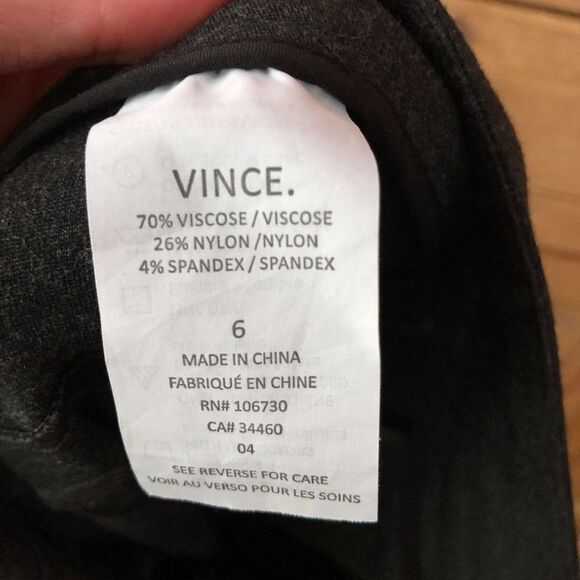 VINCE.
70% VISCOSE / VISCOSE
26% NYLON /NYLON
4% SPANDEX / SPANDEX
6
MADE IN CHINA
FABRIQUÉ EN CHINE
RN# 106730
CA# 34460
04
SEE REVERSE FOR CARE
VOIR AU VERSO POUR LES SOINS